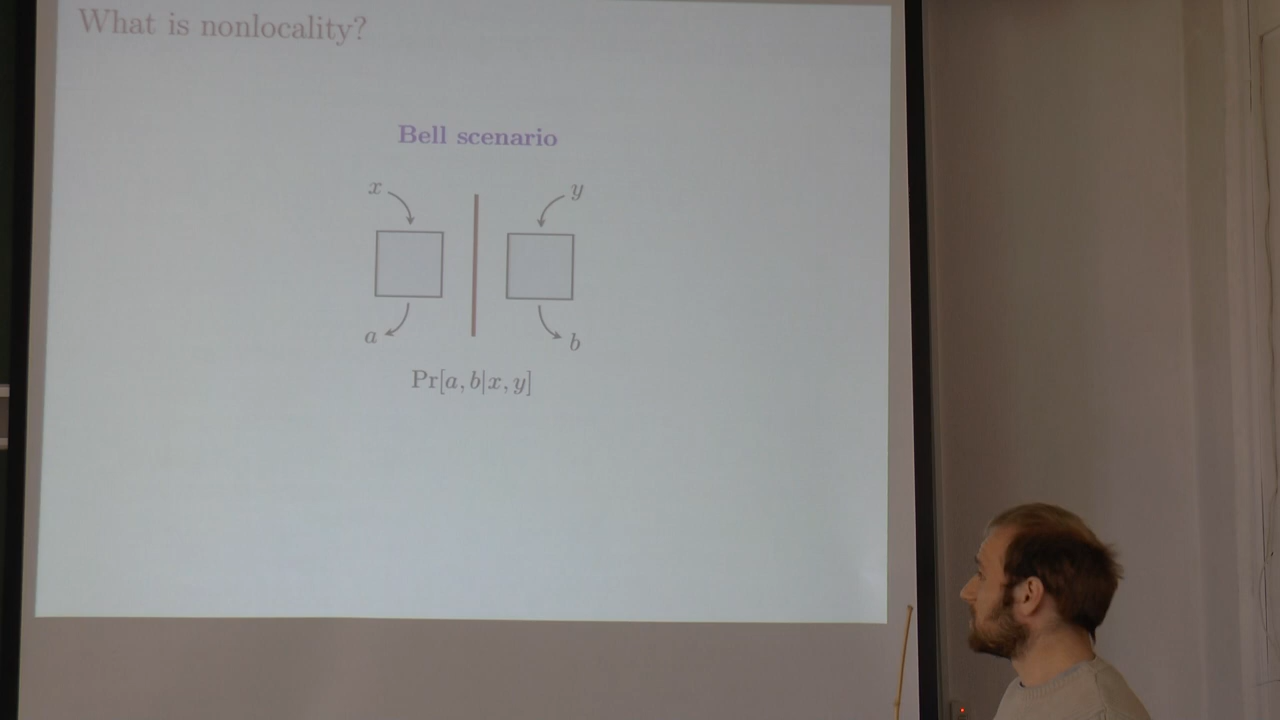 What is nonlocality?
Bell scenario
x y
a b
Pr[a, b|x, y]